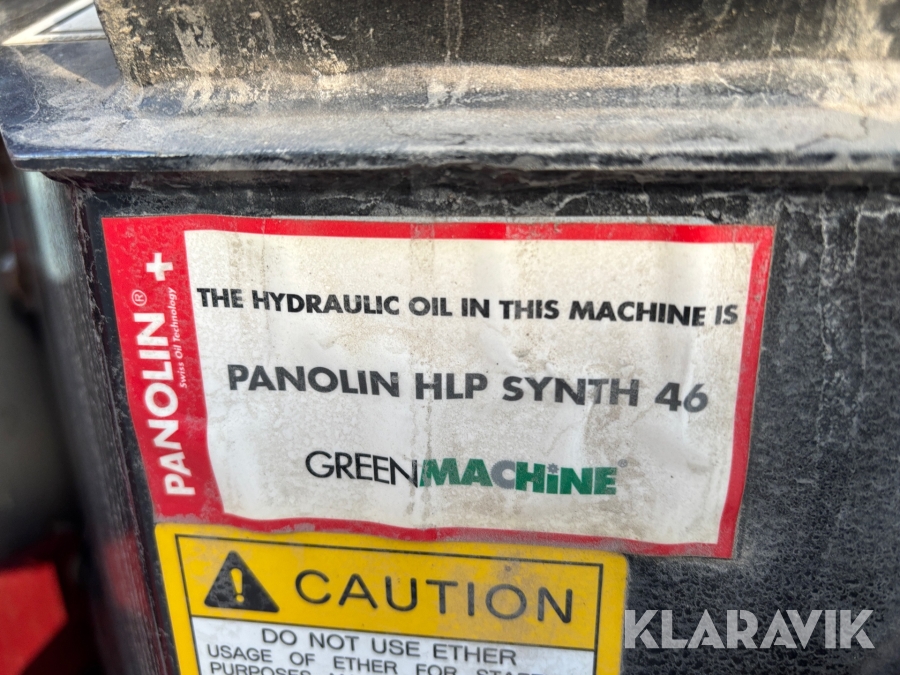 PANOLIN®
Swiss Oil Technology
THE HYDRAULIC OIL IN THIS MACHINE IS
PANOLIN HLP SYNTH 46
GREENMACHINE
CAUTION
DO NOT USE ETHER
USAGE OF ETHER FOR
KLARAVIK